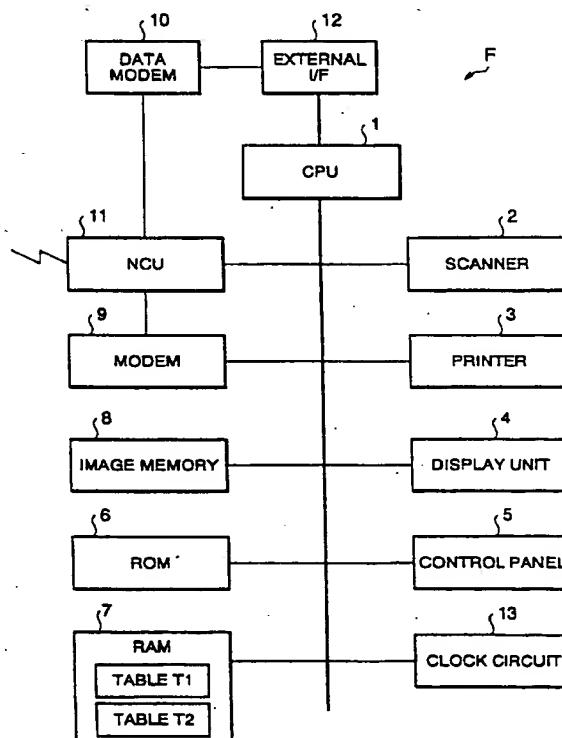 10
DATA
MODEM
12
EXTERNAL
I/F
F
1
CPU
11
NCU
2
SCANNER
9
MODEM
3
PRINTER
8
IMAGE MEMORY
4
DISPLAY UNIT
6
ROM
5
CONTROL PANEL
7
RAM
TABLE T1
TABLE T2
13
CLOCK CIRCUIT